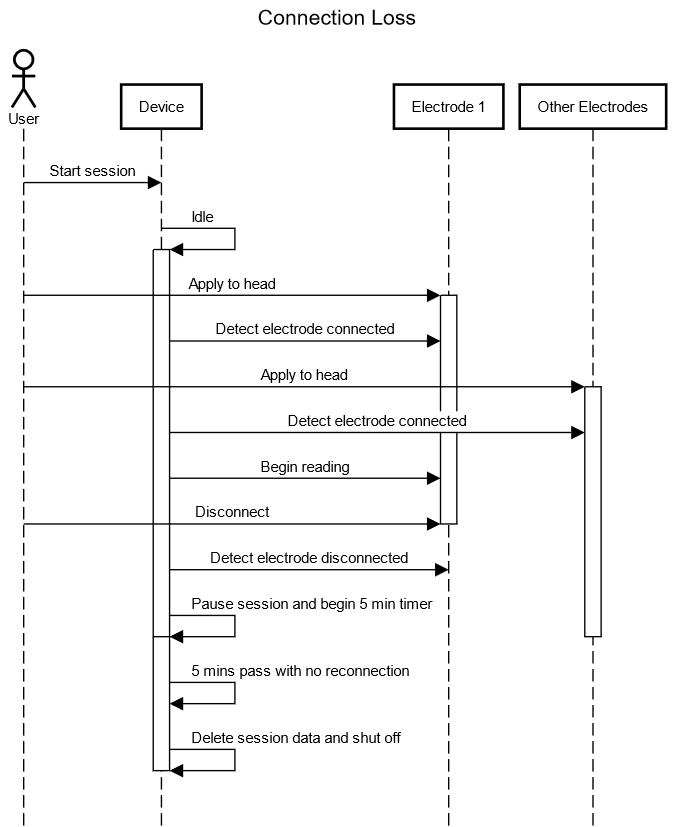 Connection Loss
User
Device
Electrode 1
Other Electrodes
Start session
Idle
Apply to head
Detect electrode connected
Apply to head
Detect electrode connected
Begin reading
Disconnect
Detect electrode disconnected
Pause session and begin 5 min timer
5 mins pass with no reconnection
Delete session data and shut off